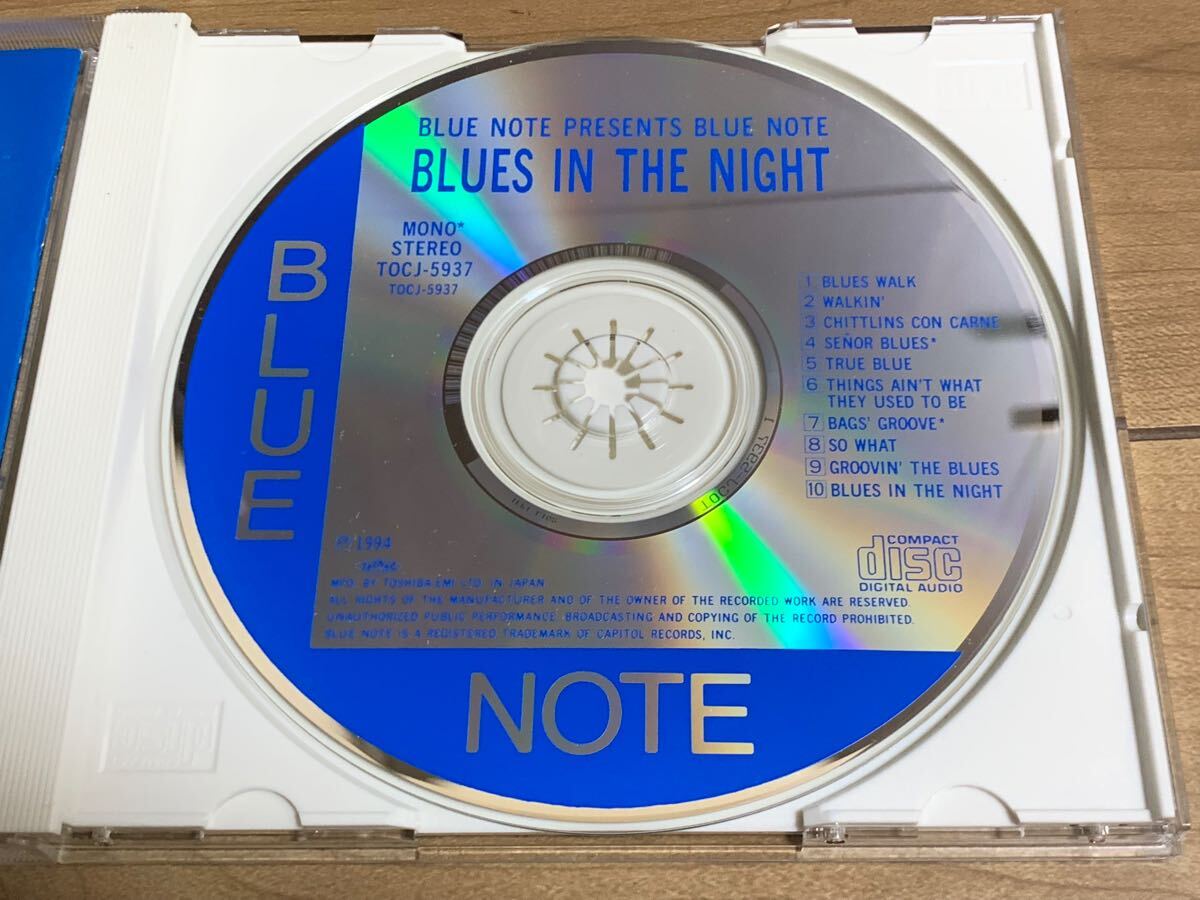 BLUE NOTE PRESENTS BLUE NOTE
BLUES IN THE NIGHT
MONO*
STEREO
TOCJ-5937
TOCJ-5937
BLUE
1 BLUES WALK
2 WALKIN'
3 CHITTLINS CON CARNE
4 SEÑOR BLUES*
5 TRUE BLUE
6 THINGS AIN'T WHAT
THEY USED TO BE
7 BAGS' GROOVE*
8 SO WHAT
9 GROOVIN' THE BLUES
10 BLUES IN THE NIGHT
COMPACT
disc
DIGITAL AUDIO
℗1994
MFD. BY TOSHIBA-EMI LTD. IN JAPAN
ALL RIGHTS OF THE MANUFACTURER AND OF THE OWNER OF THE RECORDED WORK ARE RESERVED.
UNAUTHORIZED PUBLIC PERFORMANCE, BROADCASTING AND COPYING OF THE RECORD PROHIBITED.
BLUE NOTE IS A REGISTERED TRADEMARK OF CAPITOL RECORDS, INC.
NOTE